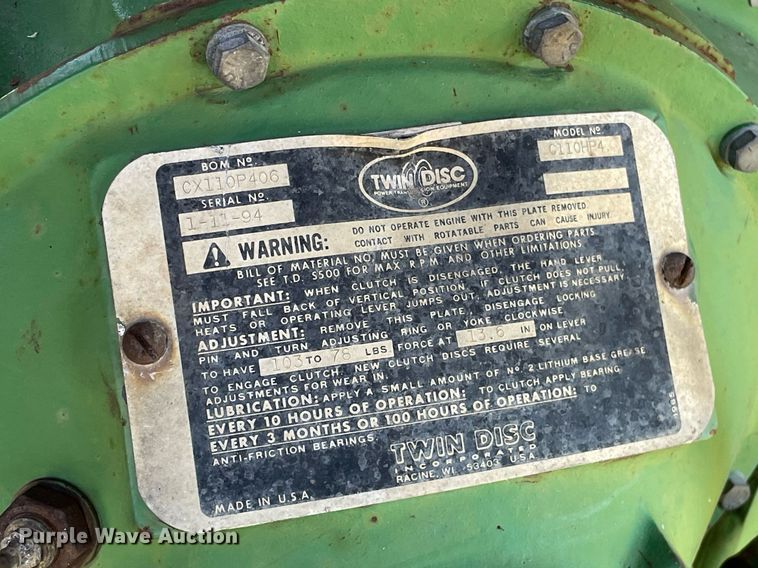 BOM Nº.
CX110P406
SERIAL Nº.
1-11-94
TWIN DISC
POWER TRANSMISSION EQUIPMENT
®
MODEL Nº
C110HP4
WARNING: DO NOT OPERATE ENGINE WITH THIS PLATE REMOVED
CONTACT WITH ROTATABLE PARTS CAN CAUSE INJURY
BILL OF MATERIAL NO. MUST BE GIVEN WHEN ORDERING PARTS
SEE T.D. S500 FOR MAX R.P.M. AND OTHER LIMITATIONS
IMPORTANT: WHEN CLUTCH IS DISENGAGED, THE HAND LEVER
MUST FALL BACK OF VERTICAL POSITION. IF CLUTCH DOES NOT PULL,
HEATS OR OPERATING LEVER JUMPS OUT, ADJUSTMENT IS NECESSARY.
ADJUSTMENT: REMOVE THIS PLATE, DISENGAGE LOCKING
PIN AND TURN ADJUSTING RING OR YOKE CLOCKWISE
TO HAVE 103 TO 78 LBS FORCE AT 13.6 IN ON LEVER
TO ENGAGE CLUTCH NEW CLUTCH DISCS REQUIRE SEVERAL
ADJUSTMENTS FOR WEAR IN.
LUBRICATION: APPLY A SMALL AMOUNT OF Nº 2 LITHIUM BASE GREASE
EVERY 10 HOURS OF OPERATION: TO CLUTCH APPLY BEARING
EVERY 3 MONTHS OR 100 HOURS OF OPERATION: TO
ANTI-FRICTION BEARINGS.
TWIN DISC
INCORPORATED
RACINE, WI. 53403 U.S.A.
MADE IN U.S.A.
Purple Wave Auction